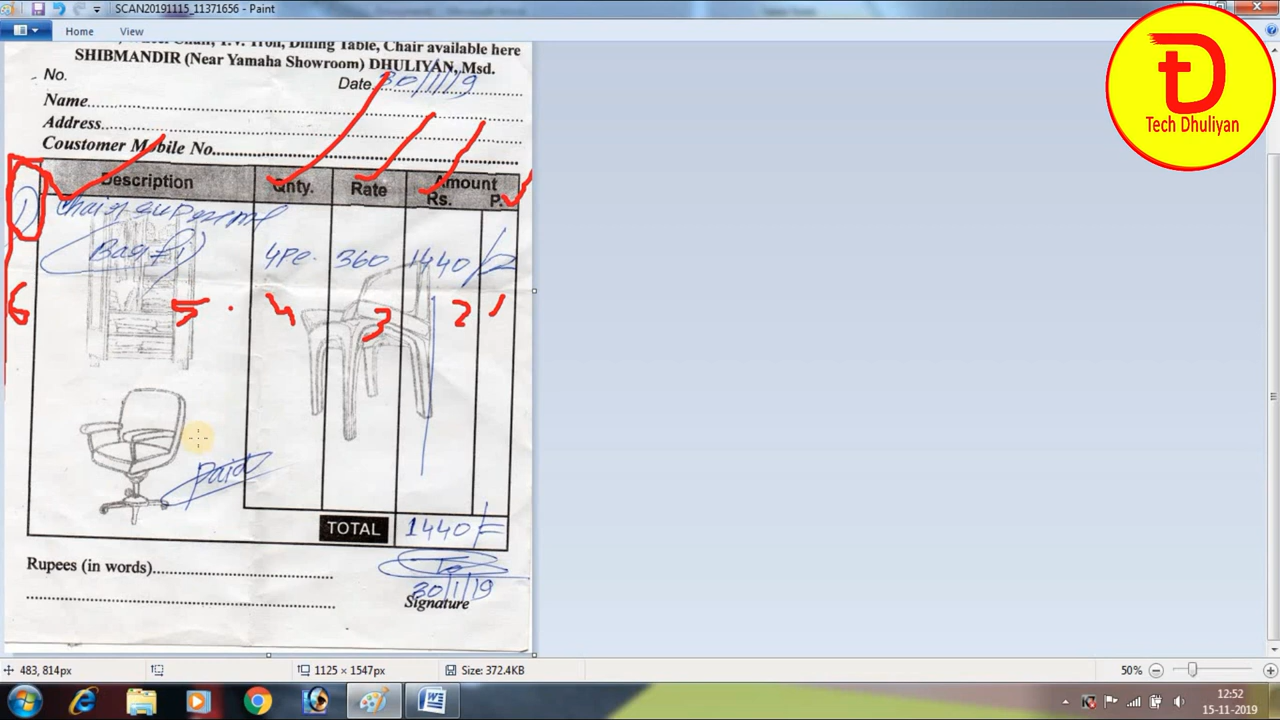 SCAN20191115_11371656 - Paint
Home View
Chair, T.V. Tron, Dining Table, Chair available here
SHIBMANDIR (Near Yamaha Showroom) DHULIYAN, Msd.
No.
Date 30/1/19
Name
Address
Coustomer Mobile No.
Description Qnty. Rate Amount
Rs. P.
1) Chair
4Pc. 360 1440/
6 5 4 3 2 1
Paid
TOTAL 1440/=
Rupees (in words)
30/1/19
Signature
Tech Dhuliyan
483, 814px 1125 × 1547px Size: 372.4KB 50%
12:52
15-11-2019